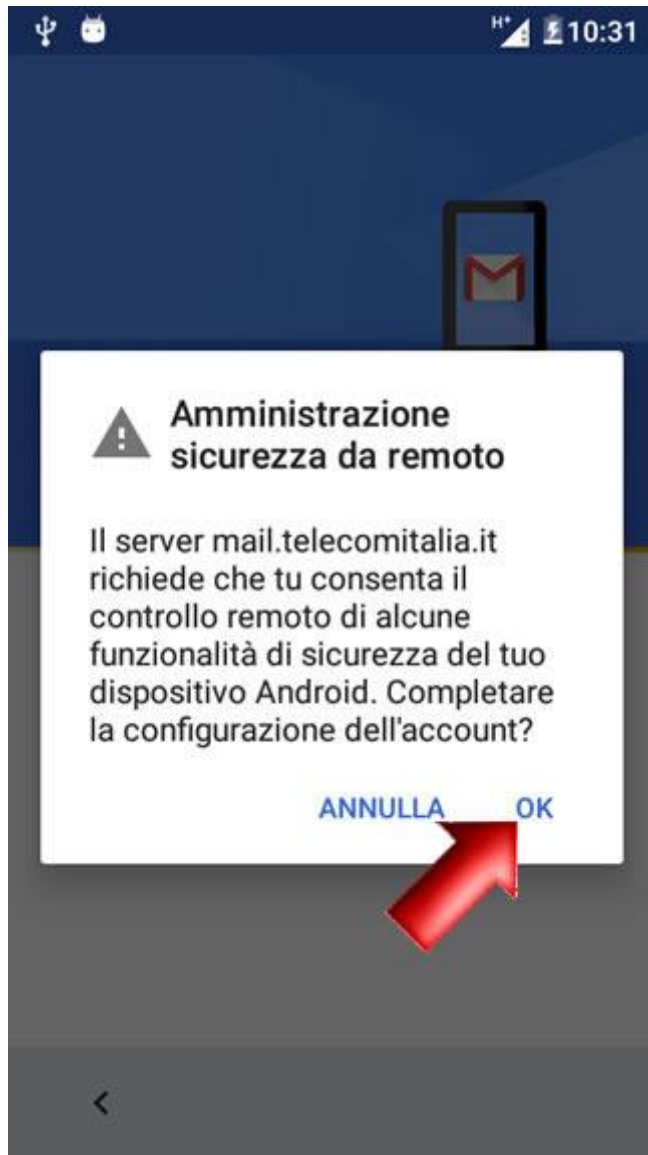 H+ 10:31
Amministrazione
sicurezza da remoto
Il server mail.telecomitalia.it
richiede che tu consenta il
controllo remoto di alcune
funzionalità di sicurezza del tuo
dispositivo Android. Completare
la configurazione dell'account?
ANNULLA OK